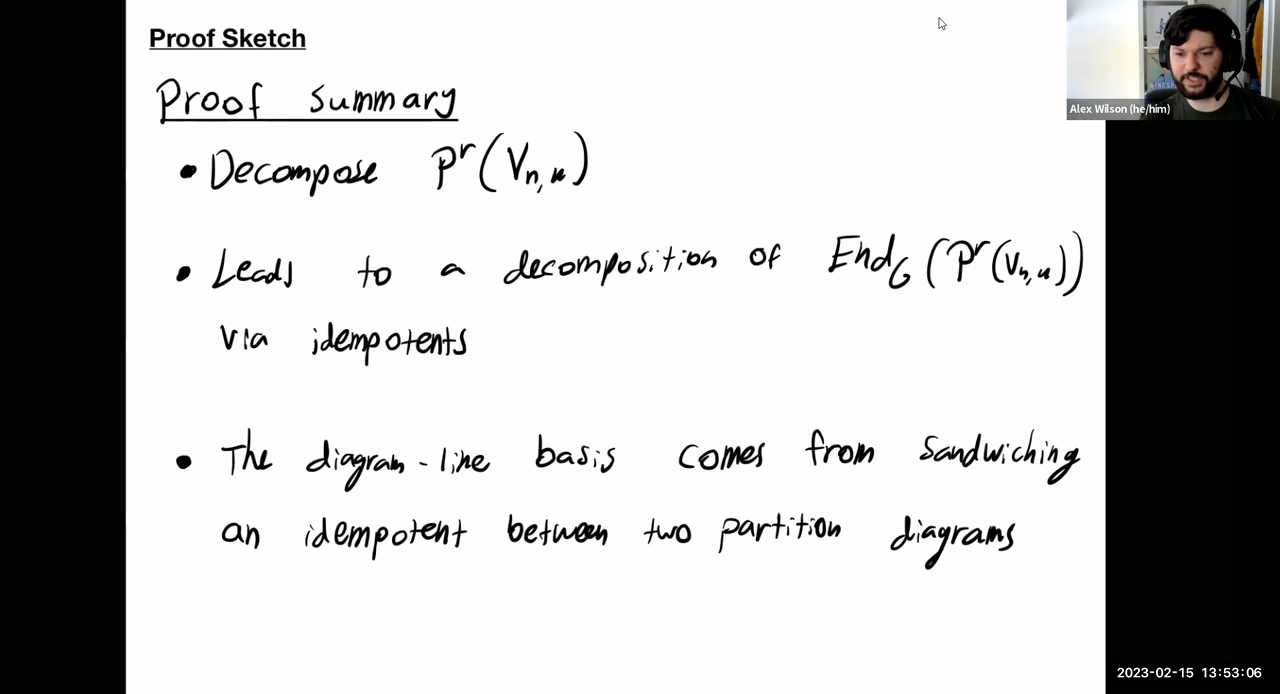 Proof Sketch
Proof summary
• Decompose P^r(V_{n,k})
• Leads to a decomposition of End_G(P^r(V_{n,k}))
via idempotents
• The diagram-like basis comes from sandwiching
an idempotent between two partition diagrams
Alex Wilson (he/him)
2023-02-15 13:53:06